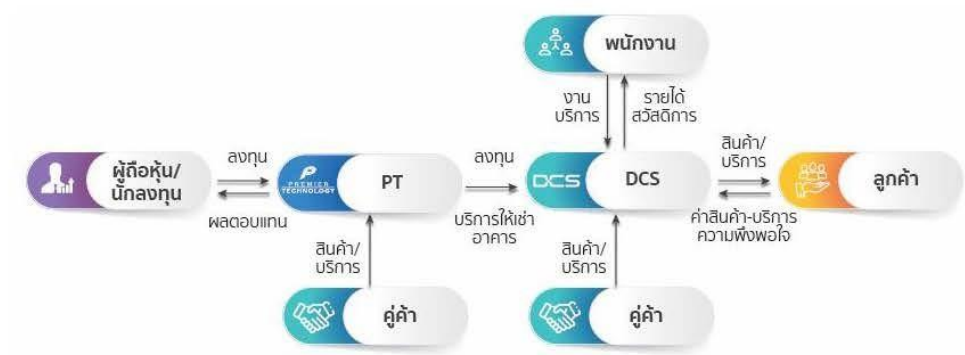 พนักงาน
งาน
บริการ
รายได้
สวัสดิการ
ผู้ถือหุ้น/
นักลงทุน
ลงทุน
ผลตอบแทน
PREMIER
TECHNOLOGY
PT
ลงทุน
บริการให้เช่า
อาคาร
DCS
DCS
สินค้า/
บริการ
ค่าสินค้า-บริการ
ความพึงพอใจ
ลูกค้า
สินค้า/
บริการ
สินค้า/
บริการ
คู่ค้า
คู่ค้า